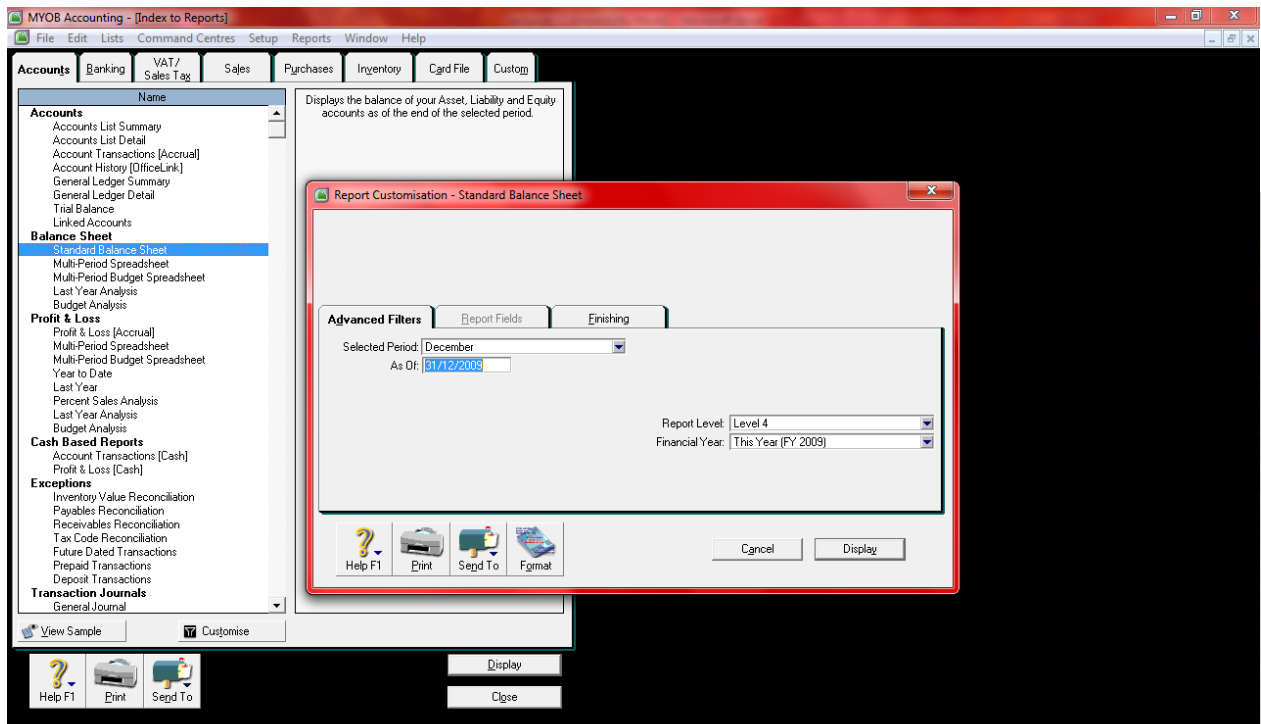 MYOB Accounting - [Index to Reports]
File Edit Lists Command Centres Setup Reports Window Help
Accounts Banking VAT/ Sales Tax Sales Purchases Inventory Card File Custom
Name
Accounts
Accounts List Summary
Accounts List Detail
Account Transactions [Accrual]
Account History [OfficeLink]
General Ledger Summary
General Ledger Detail
Trial Balance
Linked Accounts
Balance Sheet
Standard Balance Sheet
Multi-Period Spreadsheet
Multi-Period Budget Spreadsheet
Last Year Analysis
Budget Analysis
Profit & Loss
Profit & Loss [Accrual]
Multi-Period Spreadsheet
Multi-Period Budget Spreadsheet
Year to Date
Last Year
Percent Sales Analysis
Last Year Analysis
Budget Analysis
Cash Based Reports
Account Transactions [Cash]
Profit & Loss [Cash]
Exceptions
Inventory Value Reconciliation
Payables Reconciliation
Receivables Reconciliation
Tax Code Reconciliation
Future Dated Transactions
Prepaid Transactions
Deposit Transactions
Transaction Journals
General Journal
View Sample Customise
Displays the balance of your Asset, Liability and Equity
accounts as of the end of the selected period.
Report Customisation - Standard Balance Sheet
Advanced Filters Report Fields Finishing
Selected Period: December
As Of: 31/12/2009
Report Level: Level 4
Financial Year: This Year (FY 2009)
Help F1 Print Send To Format
Cancel Display
Help F1 Print Send To
Display
Close